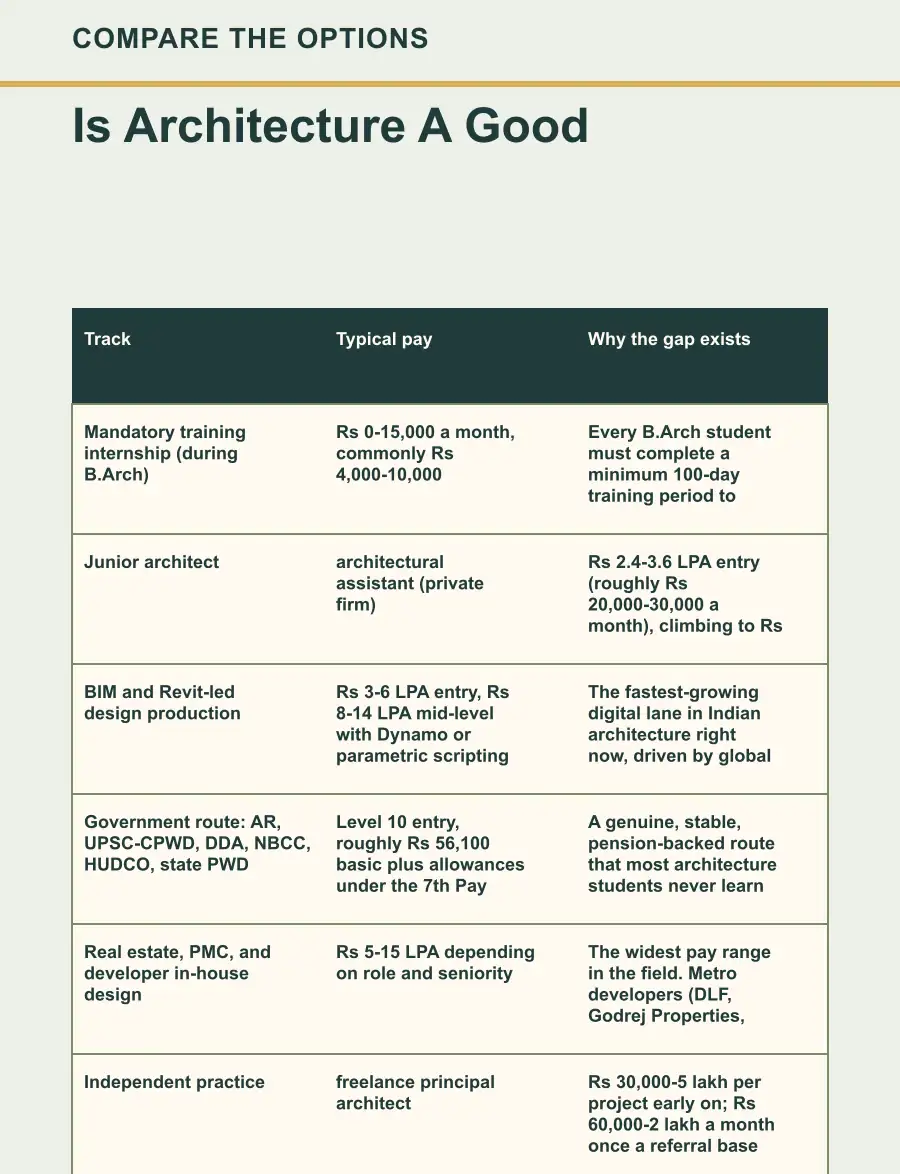 COMPARE THE OPTIONS
Is Architecture A Good
Track
Typical pay
Why the gap exists
Mandatory training
internship (during
B.Arch)
Rs 0-15,000 a month,
commonly Rs
4,000-10,000
Every B.Arch student
must complete a
minimum 100-day
training period to
Junior architect
architectural
assistant (private
firm)
Rs 2.4-3.6 LPA entry
(roughly Rs
20,000-30,000 a
month), climbing to Rs
BIM and Revit-led
design production
Rs 3-6 LPA entry, Rs
8-14 LPA mid-level
with Dynamo or
parametric scripting
The fastest-growing
digital lane in Indian
architecture right
now, driven by global
Government route: AR,
UPSC-CPWD, DDA, NBCC,
HUDCO, state PWD
Level 10 entry,
roughly Rs 56,100
basic plus allowances
under the 7th Pay
A genuine, stable,
pension-backed route
that most architecture
students never learn
Real estate, PMC, and
developer in-house
design
Rs 5-15 LPA depending
on role and seniority
The widest pay range
in the field. Metro
developers (DLF,
Godrej Properties,
Independent practice
freelance principal
architect
Rs 30,000-5 lakh per
project early on; Rs
60,000-2 lakh a month
once a referral base